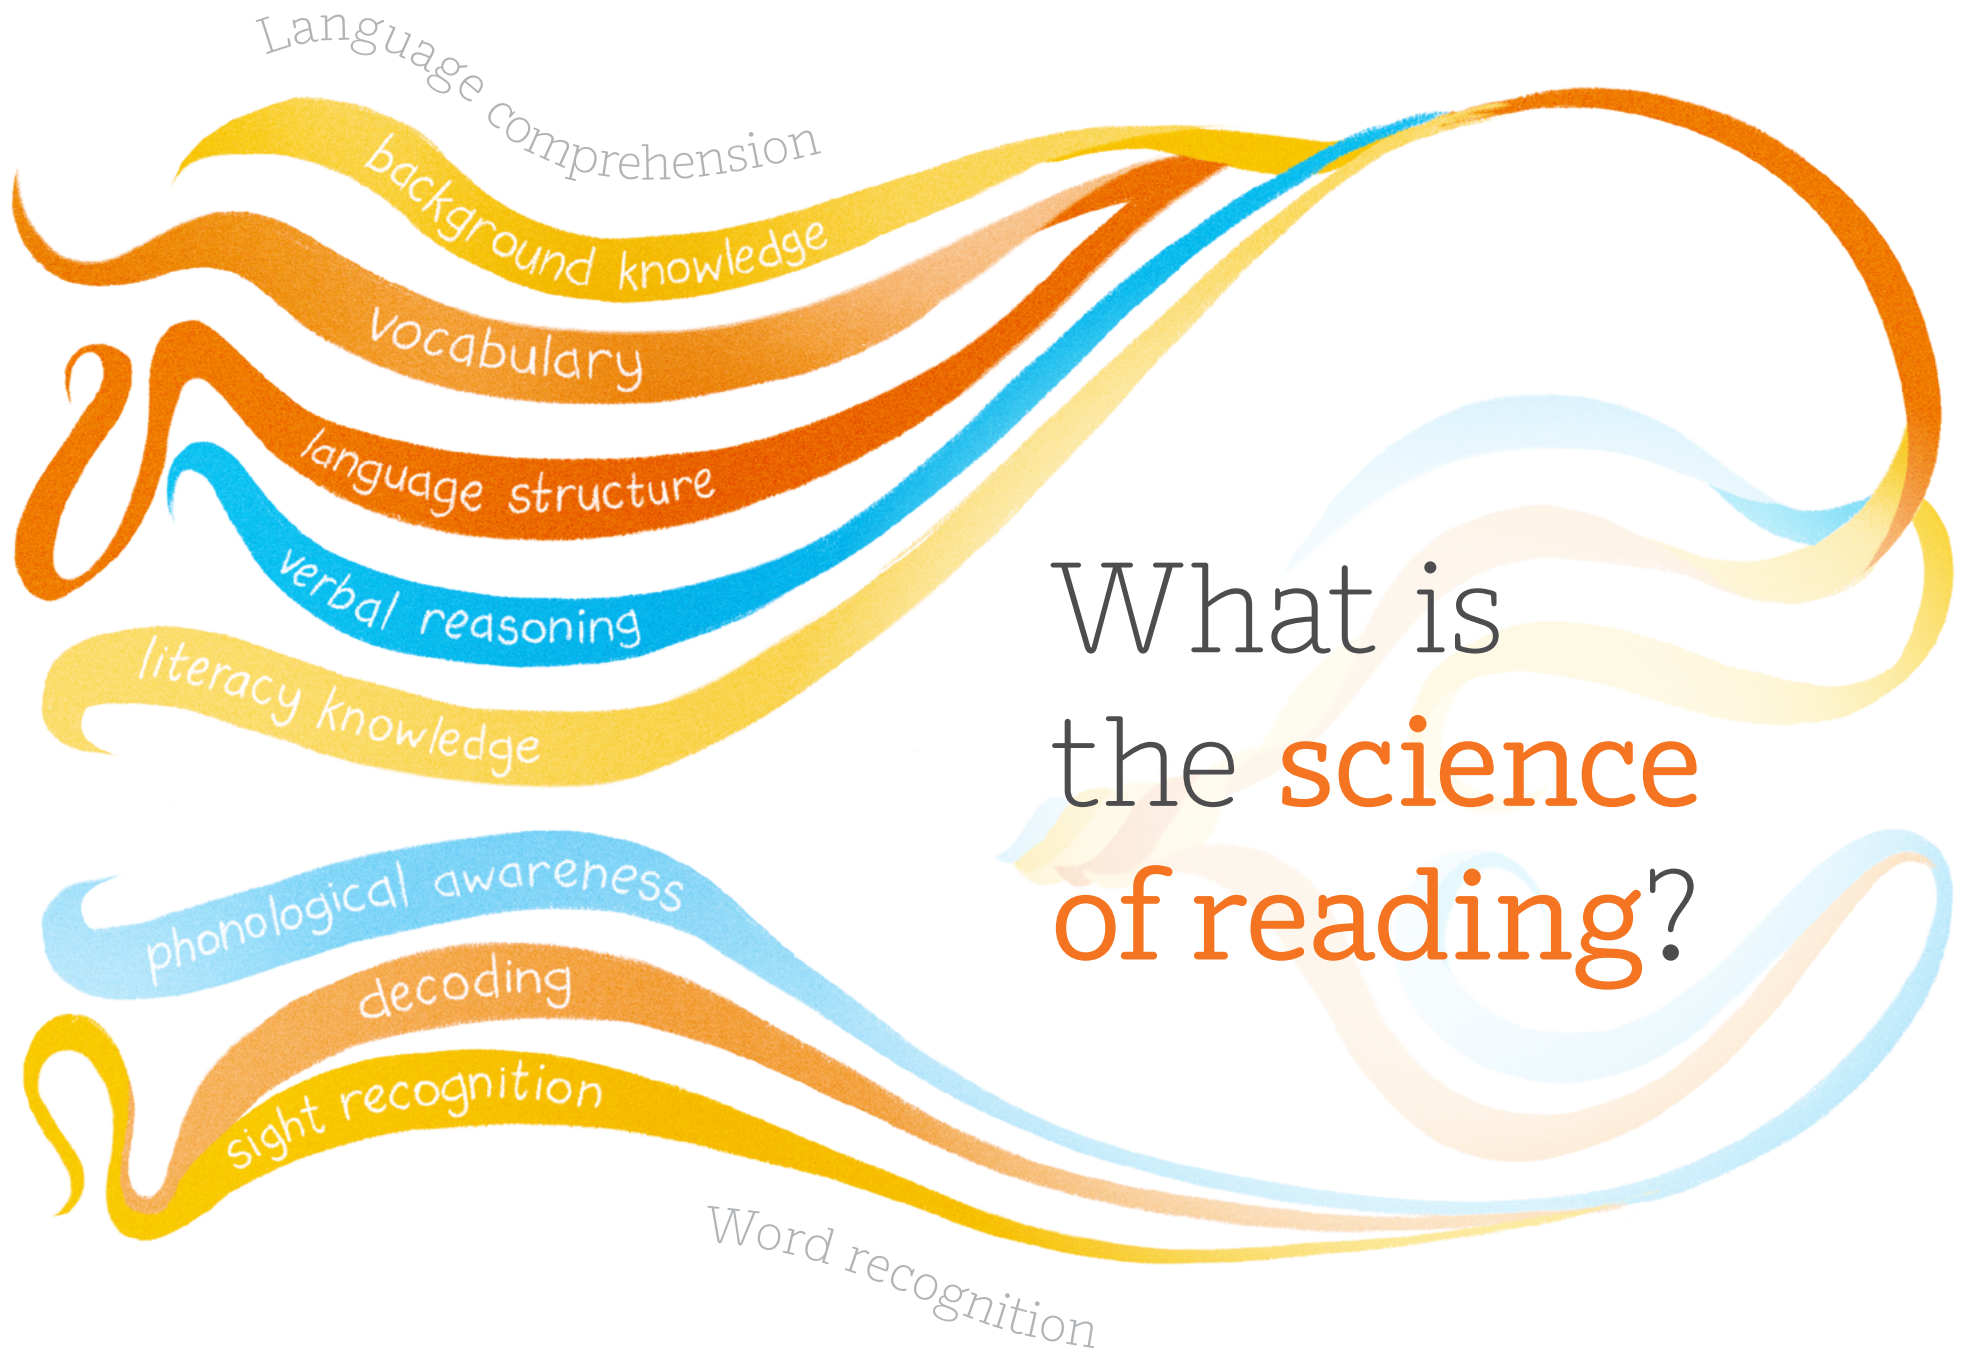 Language comprehension
background knowledge
vocabulary
language structure
verbal reasoning
literacy knowledge
phonological awareness
decoding
sight recognition
Word recognition
What is
the science
of reading?